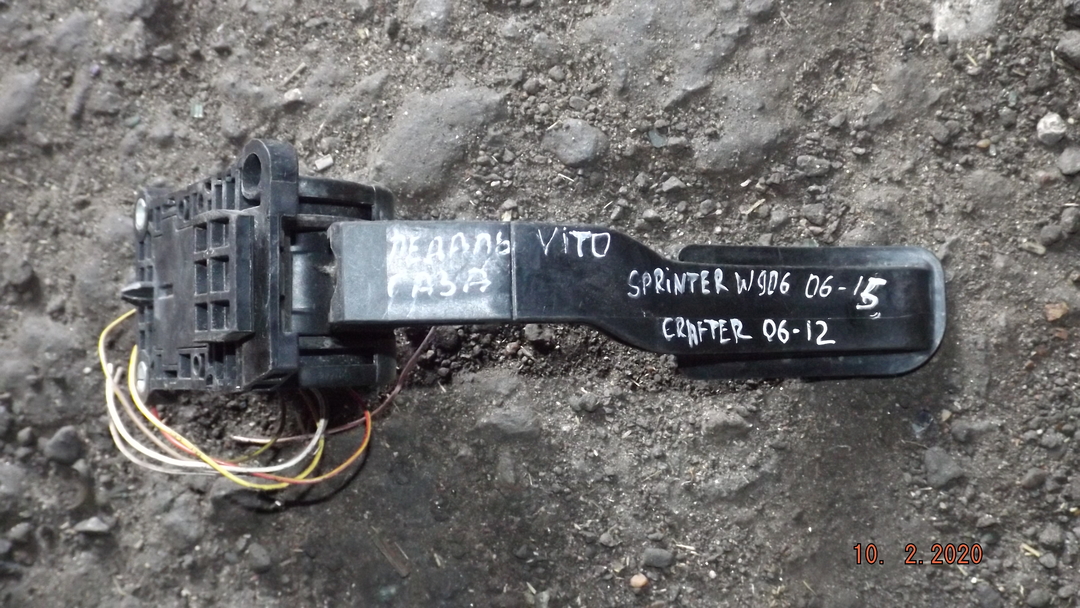 ПЕДАЛЬ VITO
ГАЗА
SPRINTER W906 06-15
CRAFTER 06-12
10. 2.2020